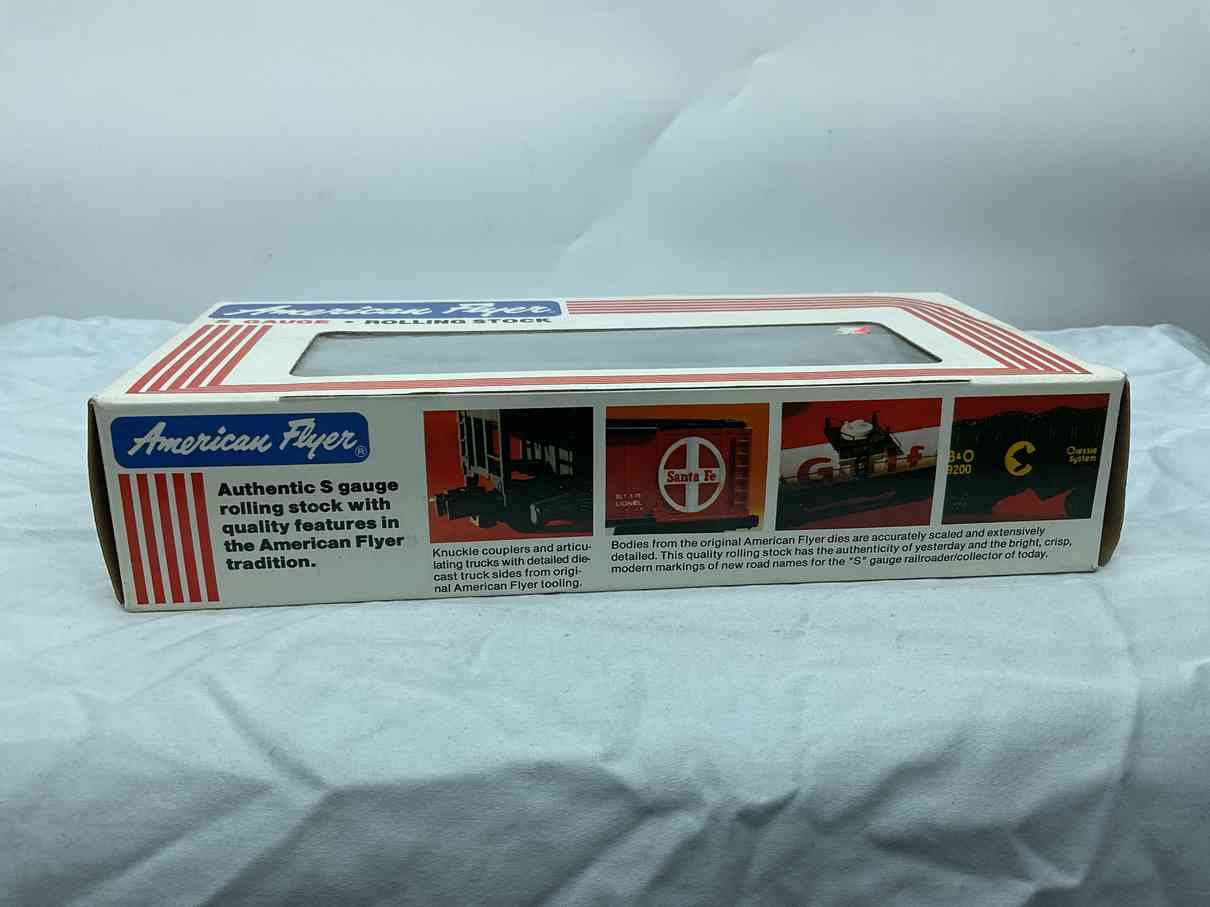 American Flyer
S GAUGE • ROLLING STOCK
American Flyer®
Authentic S gauge
rolling stock with
quality features in
the American Flyer
tradition.
Knuckle couplers and articu-
lating trucks with detailed die-
cast truck sides from origi-
nal American Flyer tooling.
Santa Fe
LIONEL
Gulf
B&O
9200
C
Chessie
System
Bodies from the original American Flyer dies are accurately scaled and extensively
detailed. This quality rolling stock has the authenticity of yesterday and the bright, crisp,
modern markings of new road names for the "S" gauge railroader/collector of today.